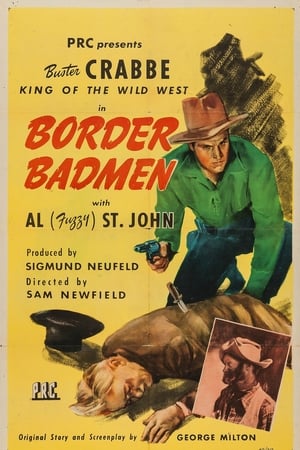 PRC presents
Buster CRABBE
KING OF THE WILD WEST
in
BORDER
BADMEN
with
AL (Fuzzy) ST. JOHN
Produced by
SIGMUND NEUFELD
Directed by
SAM NEWFIELD
PRC
Original Story and Screenplay by GEORGE MILTON